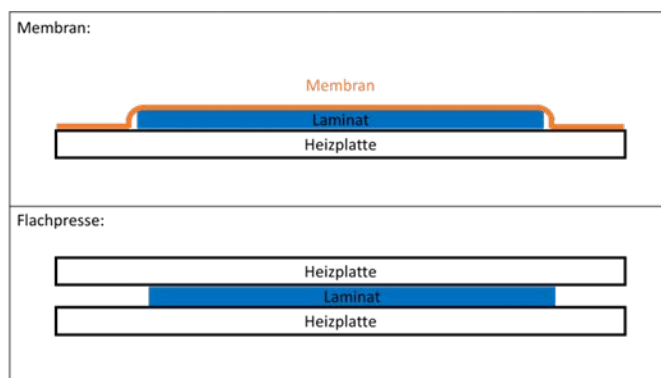 Membran:
Membran
Laminat
Heizplatte
Flachpresse:
Heizplatte
Laminat
Heizplatte